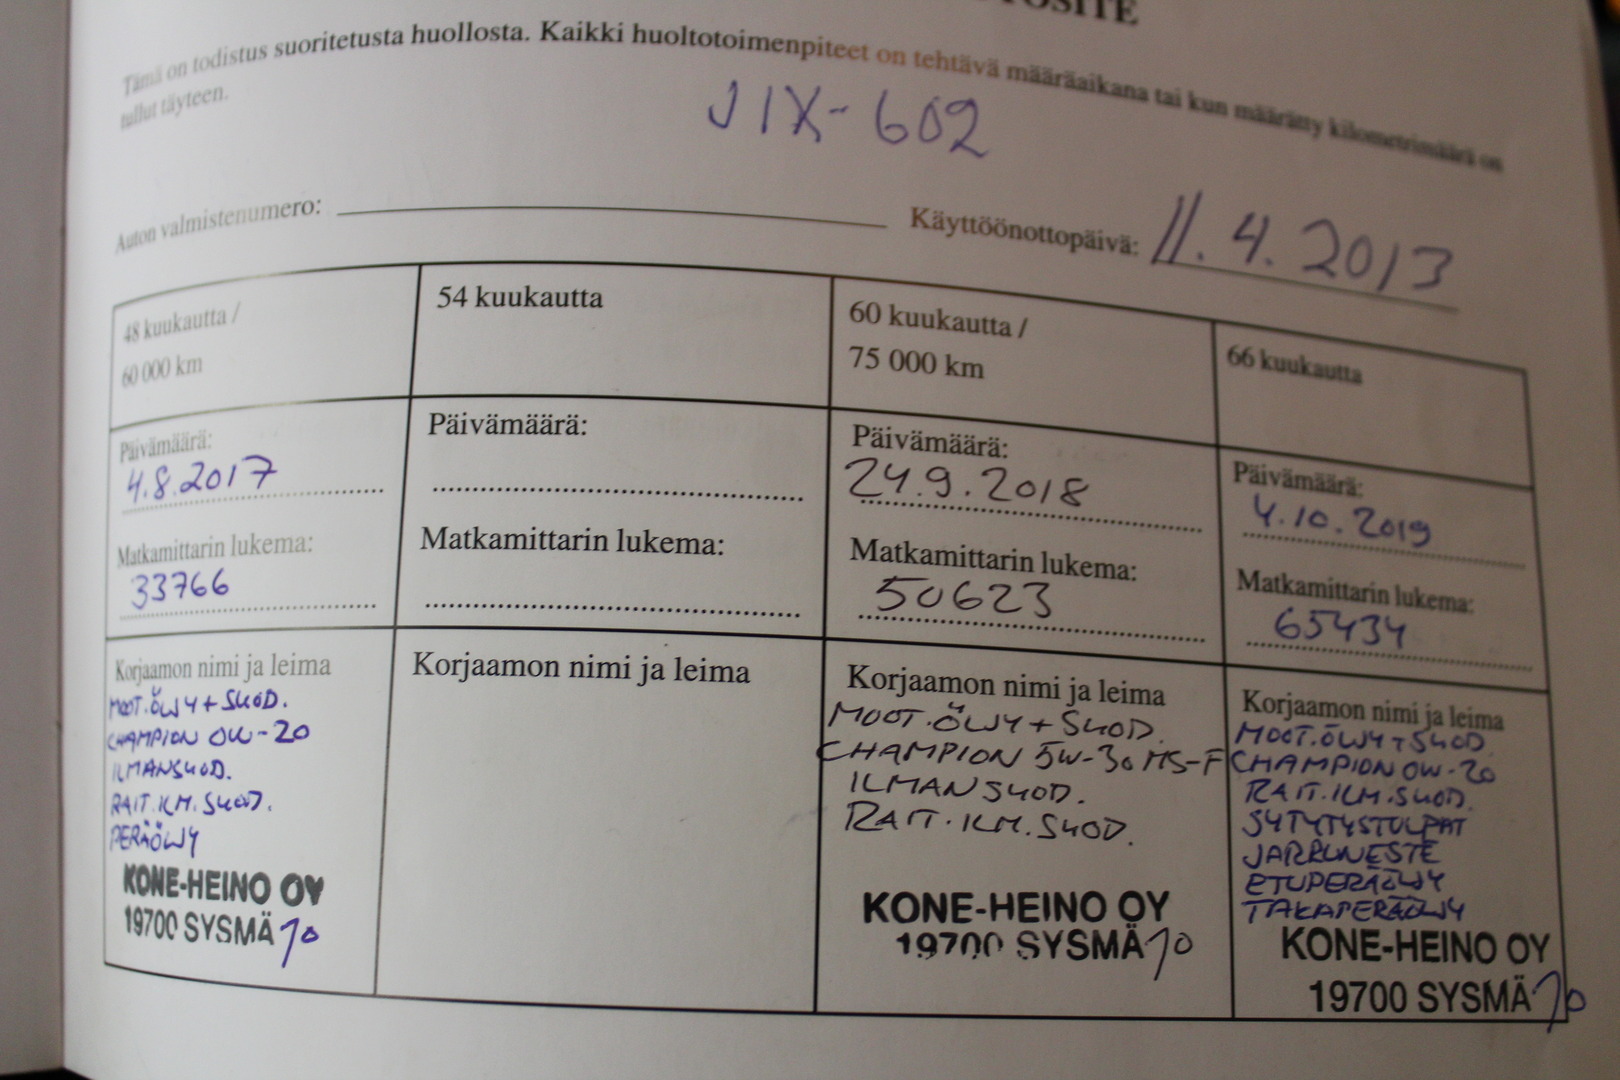 Tämä on todistus suoritetusta huollosta. Kaikki huoltotoimenpiteet on tehtävä määräaikana tai kun määrätty kilometrimäärä on
tullut täyteen.
JIX-602
Auton valmistenumero:
Käyttöönottopäivä: 11.4.2013
48 kuukautta /
60 000 km
Päivämäärä:
4.8.2017
Matkamittarin lukema:
33766
Korjaamon nimi ja leima
MOOT.ÖLJY+SUOD.
CHAMPION 0W-20
ILMANSUOD.
RAIT.ILM.SUOD.
PERÄÖLJY
KONE-HEINO OY
19700 SYSMÄ
54 kuukautta
Päivämäärä:
Matkamittarin lukema:
Korjaamon nimi ja leima
60 kuukautta /
75 000 km
Päivämäärä:
24.9.2018
Matkamittarin lukema:
50623
Korjaamon nimi ja leima
MOOT.ÖLJY+SUOD.
CHAMPION 5W-30 MS-F
ILMANSUOD.
RAIT.ILM.SUOD.
KONE-HEINO OY
19700 SYSMÄ
66 kuukautta
Päivämäärä:
4.10.2019
Matkamittarin lukema:
65434
Korjaamon nimi ja leima
MOOT.ÖLJY+SUOD
CHAMPION 0W-20
RAIT.ILM.SUOD.
SYTYTYSTULPAT
JARRUNESTE
ETUPERÄÖLJY
TAKAPERÄÖLJY
KONE-HEINO OY
19700 SYSMÄ